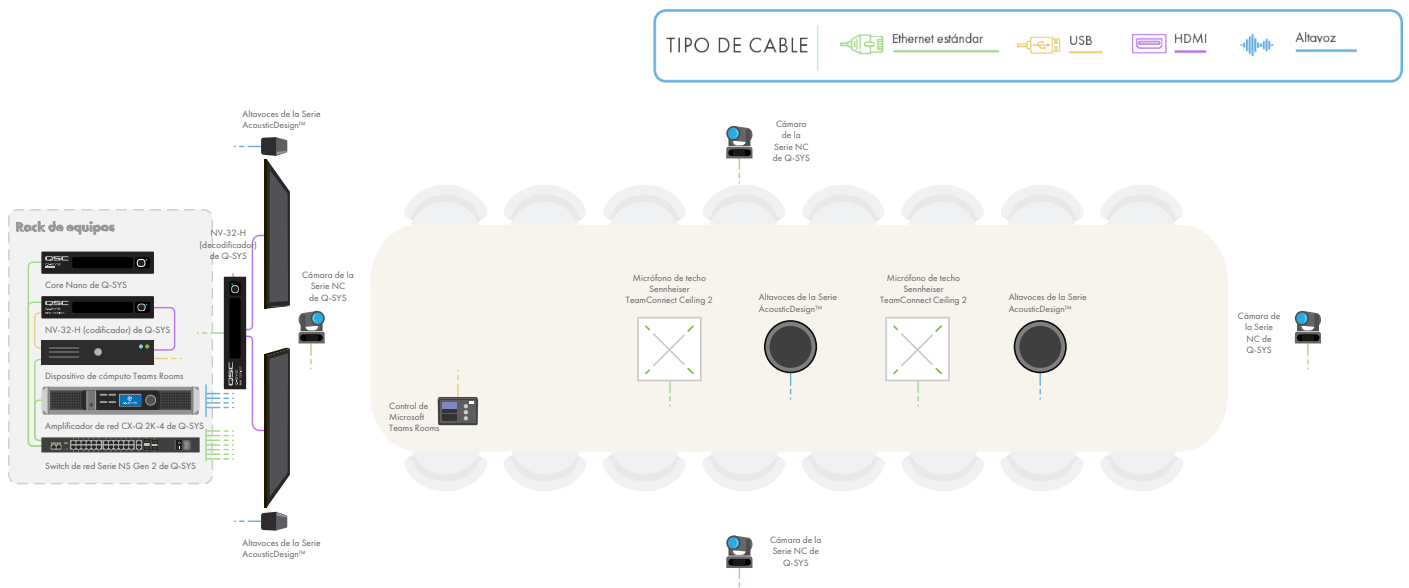 TIPO DE CABLE
Ethernet estándar
USB
HDMI
Altavoz
Altavoces de la Serie
AcousticDesign™
Cámara
de la
Serie NC
de Q-SYS
Rack de equipos
NV-32-H
(decodificador)
de Q-SYS
QSC
Core Nano de Q-SYS
QSC
NV-32-H (codificador) de Q-SYS
Dispositivo de cómputo Teams Rooms
Amplificador de red CX-Q 2K-4 de Q-SYS
Switch de red Serie NS Gen 2 de Q-SYS
QSC
Cámara de la
Serie NC
de Q-SYS
Micrófono de techo
Sennheiser
TeamConnect Ceiling 2
Altavoces de la Serie
AcousticDesign™
Micrófono de techo
Sennheiser
TeamConnect Ceiling 2
Altavoces de la Serie
AcousticDesign™
Cámara de
la Serie
NC de
Q-SYS
Control de
Microsoft
Teams Rooms
Altavoces de la Serie
AcousticDesign™
Cámara de la
Serie NC de
Q-SYS